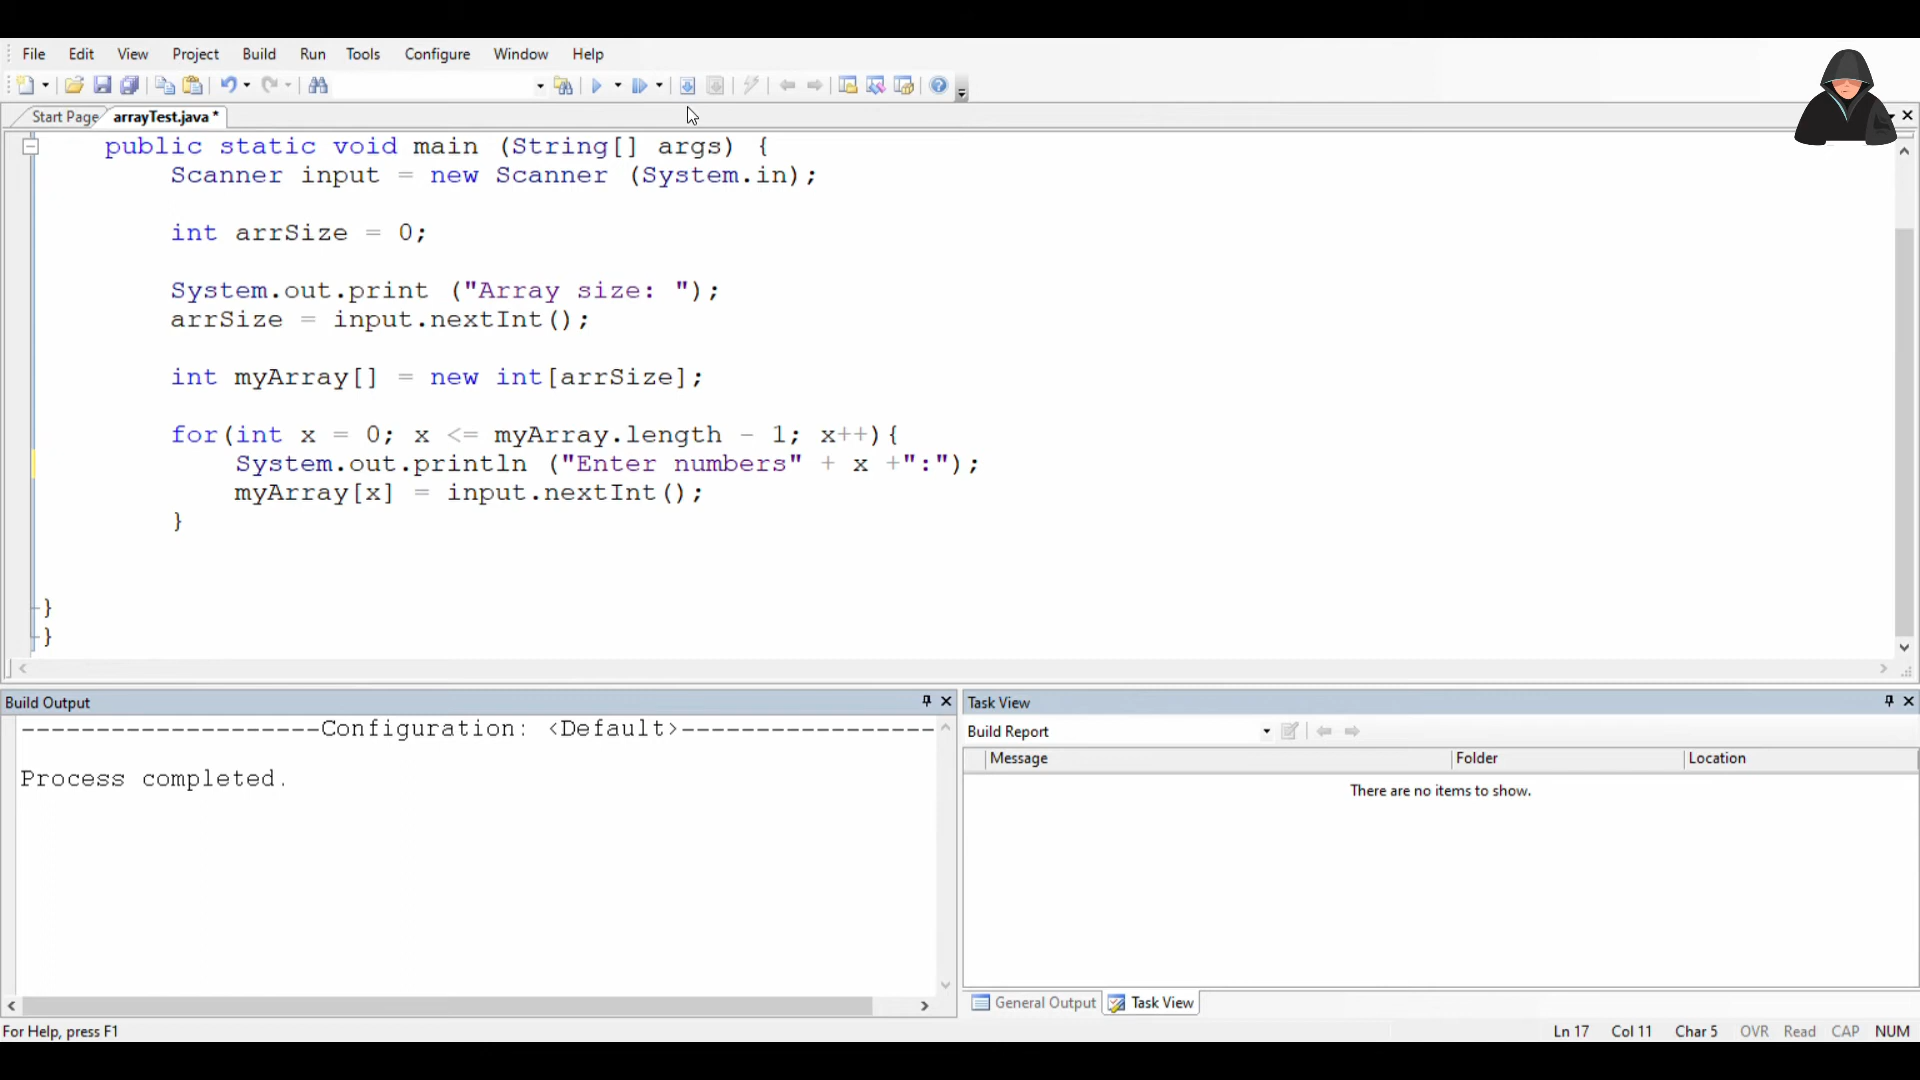 File Edit View Project Build Run Tools Configure Window Help
Start Page arrayTest.java *
public static void main (String[] args) {
Scanner input = new Scanner (System.in);
int arrSize = 0;
System.out.print ("Array size: ");
arrSize = input.nextInt();
int myArray[] = new int[arrSize];
for(int x = 0; x <= myArray.length - 1; x++){
System.out.println ("Enter numbers" + x +":");
myArray[x] = input.nextInt();
}
}
}
Build Output
--------------------Configuration: <Default>-----------------
Process completed.
Task View
Build Report
Message Folder Location
There are no items to show.
General Output Task View
For Help, press F1
Ln 17 Col 11 Char 5 OVR Read CAP NUM